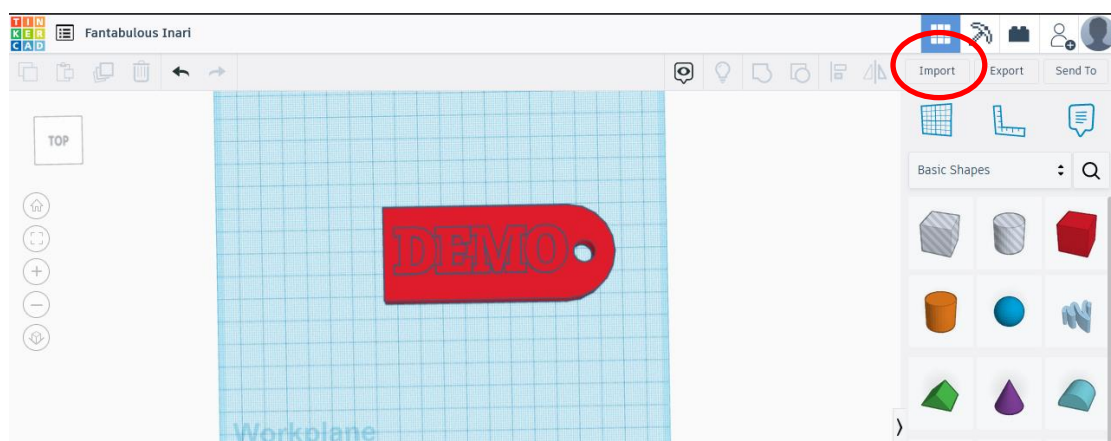 TIN
KER
CAD
Fantabulous Inari
Import
Export
Send To
TOP
Basic Shapes
DEMO
Workplane